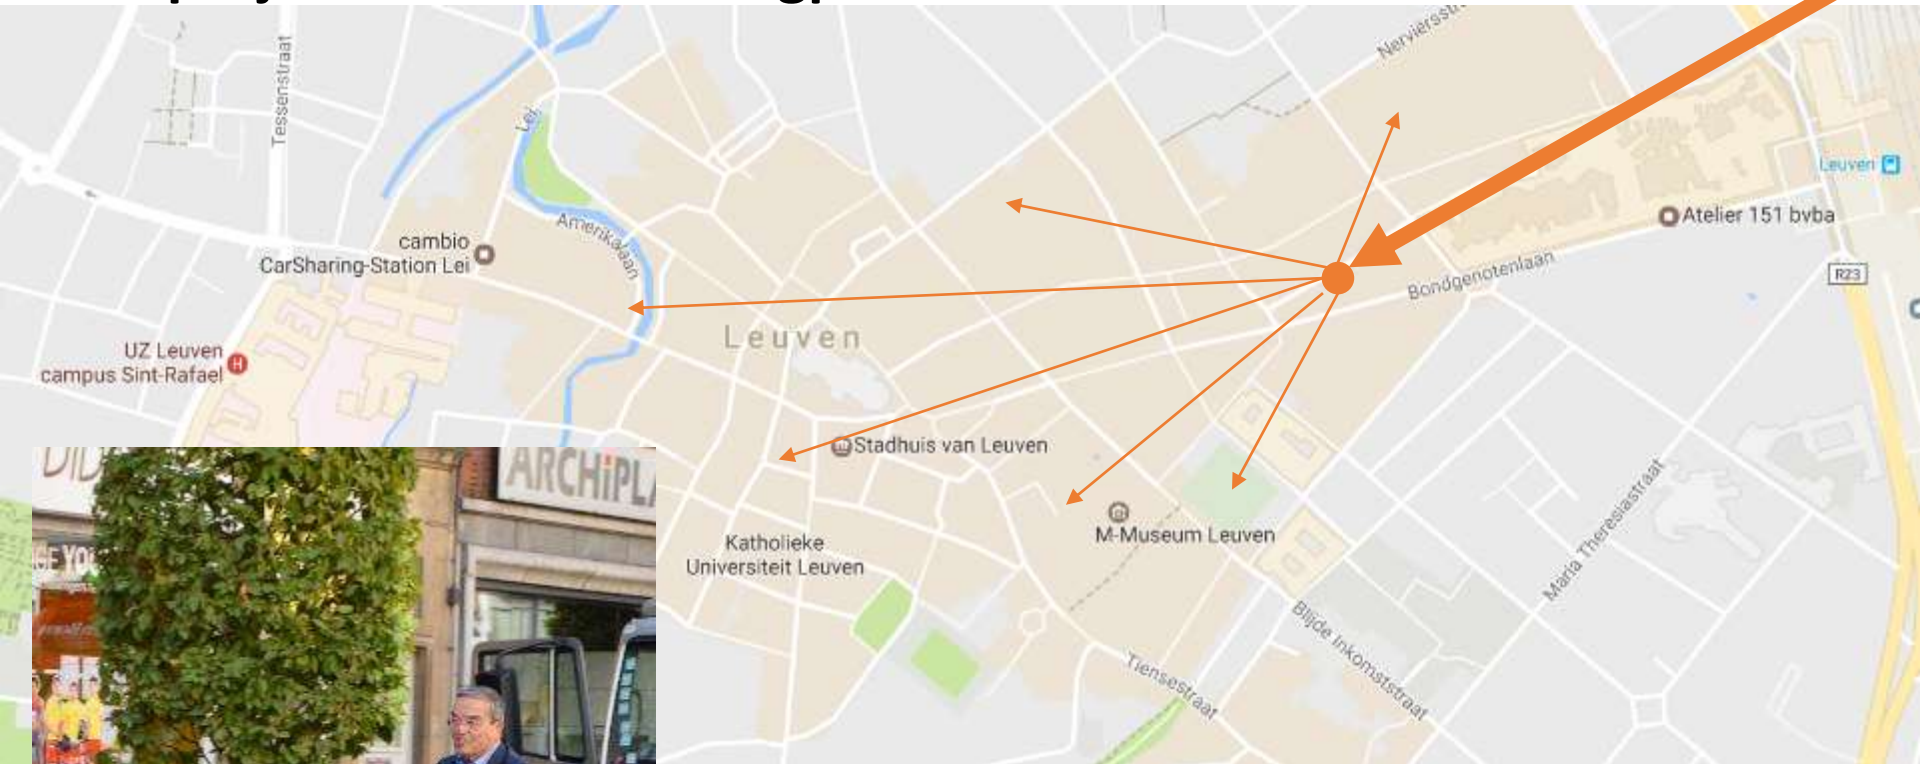 Tessenstraat
Lei
Amerikalaan
cambio
CarSharing-Station Lei
UZ Leuven
campus Sint-Rafael
H
Leuven
Stadhuis van Leuven
Katholieke
Universiteit Leuven
M-Museum Leuven
Tiensestraat
Blijde Inkomststraat
Maria Theresiastraat
Bondgenotenlaan
Atelier 151 bvba
Leuven
R23
ARCHiPL